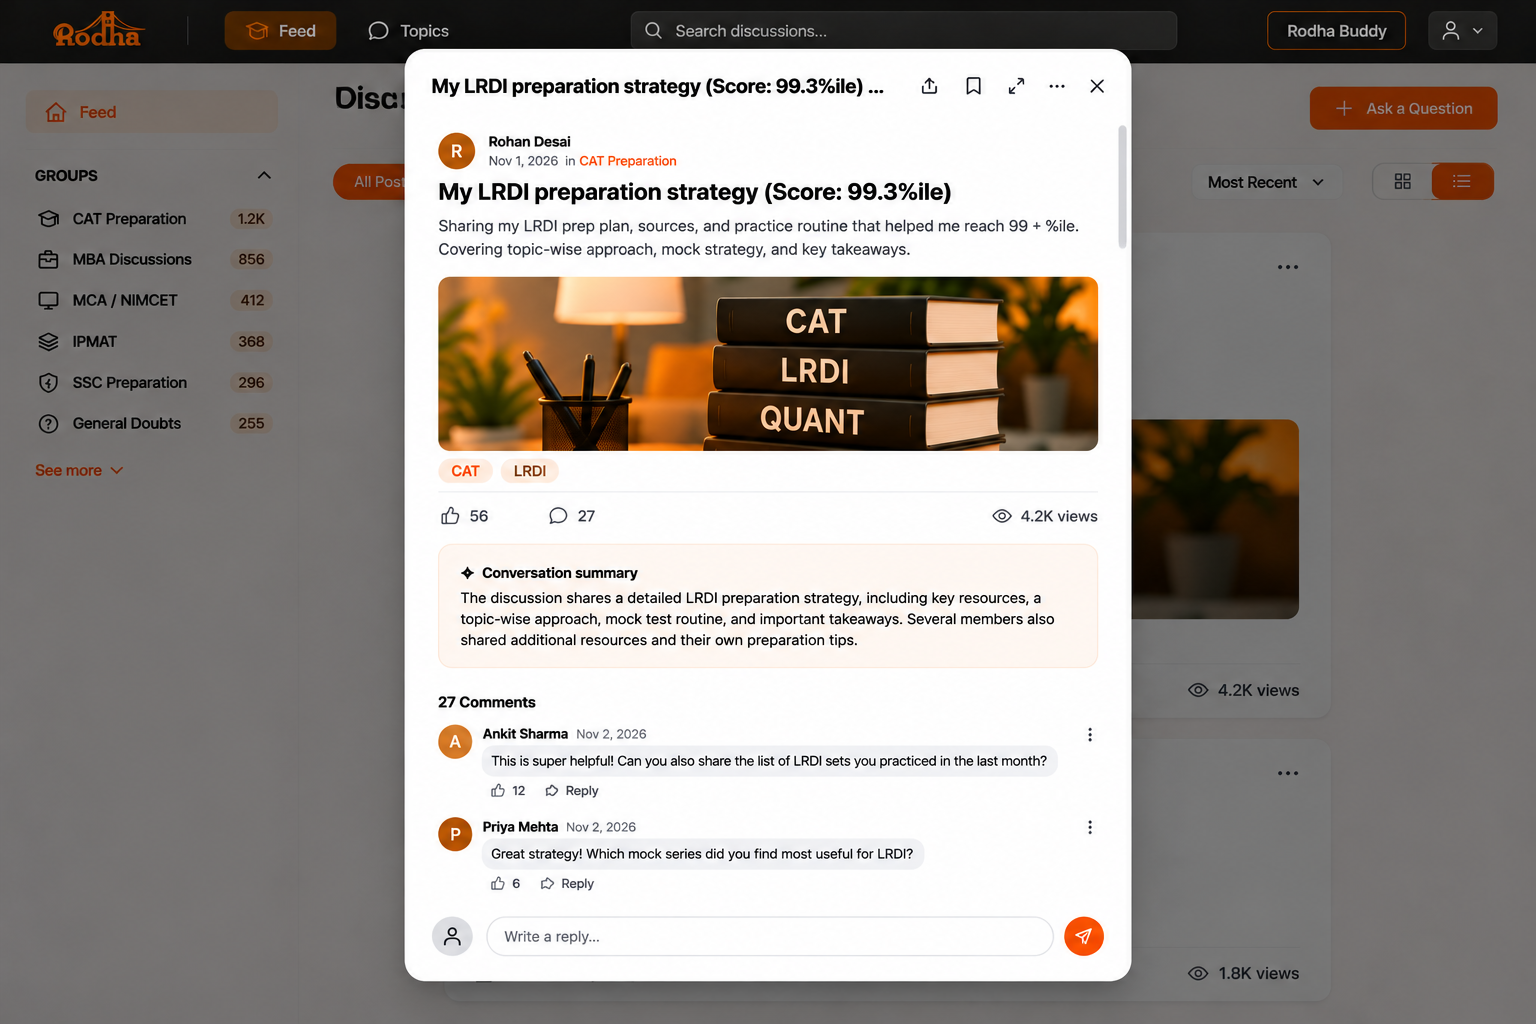 Rodha
Feed
Topics
Search discussions...
Rodha Buddy
Feed
GROUPS
CAT Preparation 1.2K
MBA Discussions 856
MCA / NIMCET 412
IPMAT 368
SSC Preparation 296
General Doubts 255
See more
Ask a Question
All Post
Most Recent
My LRDI preparation strategy (Score: 99.3%ile) ...
R
Rohan Desai
Nov 1, 2026 in CAT Preparation
My LRDI preparation strategy (Score: 99.3%ile)
Sharing my LRDI prep plan, sources, and practice routine that helped me reach 99 + %ile.
Covering topic-wise approach, mock strategy, and key takeaways.
CAT
LRDI
QUANT
CAT LRDI
56 27 4.2K views
Conversation summary
The discussion shares a detailed LRDI preparation strategy, including key resources, a
topic-wise approach, mock test routine, and important takeaways. Several members also
shared additional resources and their own preparation tips.
27 Comments
A
Ankit Sharma Nov 2, 2026
This is super helpful! Can you also share the list of LRDI sets you practiced in the last month?
12 Reply
P
Priya Mehta Nov 2, 2026
Great strategy! Which mock series did you find most useful for LRDI?
6 Reply
Write a reply...
4.2K views
1.8K views